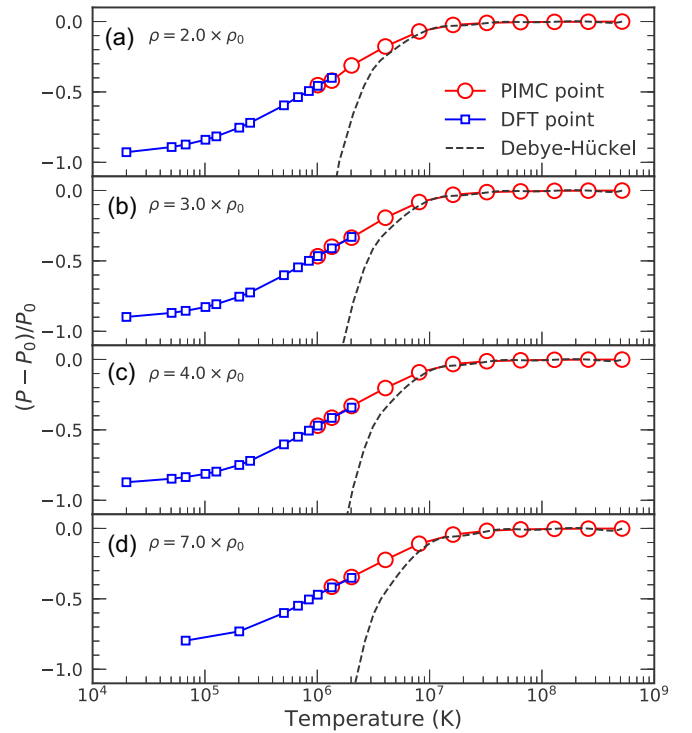 0.0
(a) ρ = 2.0 × ρ₀
−0.5
PIMC point
DFT point
Debye-Hückel
−1.0
0.0
(b) ρ = 3.0 × ρ₀
−0.5
−1.0
0.0
(c) ρ = 4.0 × ρ₀
−0.5
−1.0
0.0
(d) ρ = 7.0 × ρ₀
−0.5
−1.0
(P − P₀)/P₀
10⁴ 10⁵ 10⁶ 10⁷ 10⁸ 10⁹
Temperature (K)